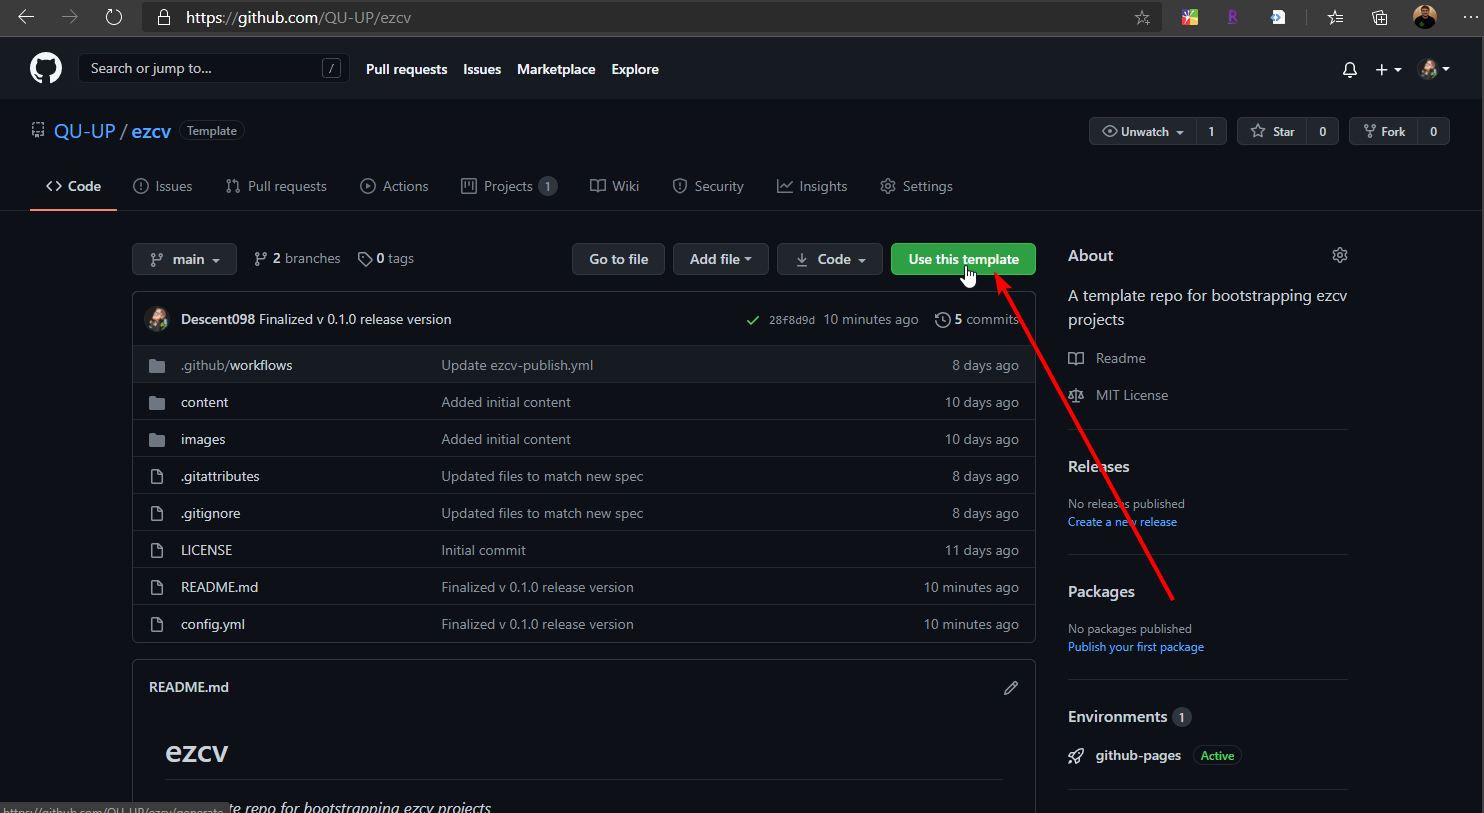 https://github.com/QU-UP/ezcv
Search or jump to... /
Pull requests Issues Marketplace Explore
QU-UP / ezcv Template
Unwatch 1 Star 0 Fork 0
Code Issues Pull requests Actions Projects 1 Wiki Security Insights Settings
main 2 branches 0 tags Go to file Add file Code Use this template
Descent098 Finalized v 0.1.0 release version 28f8d9d 10 minutes ago 5 commits
.github/workflows Update ezcv-publish.yml 8 days ago
content Added initial content 10 days ago
images Added initial content 10 days ago
.gitattributes Updated files to match new spec 8 days ago
.gitignore Updated files to match new spec 8 days ago
LICENSE Initial commit 11 days ago
README.md Finalized v 0.1.0 release version 10 minutes ago
config.yml Finalized v 0.1.0 release version 10 minutes ago
README.md
ezcv
repo for bootstrapping ezcv projects
https://github.com/QU-UP/ezcv/generate
About
A template repo for bootstrapping ezcv
projects
Readme
MIT License
Releases
No releases published
Create a new release
Packages
No packages published
Publish your first package
Environments 1
github-pages Active